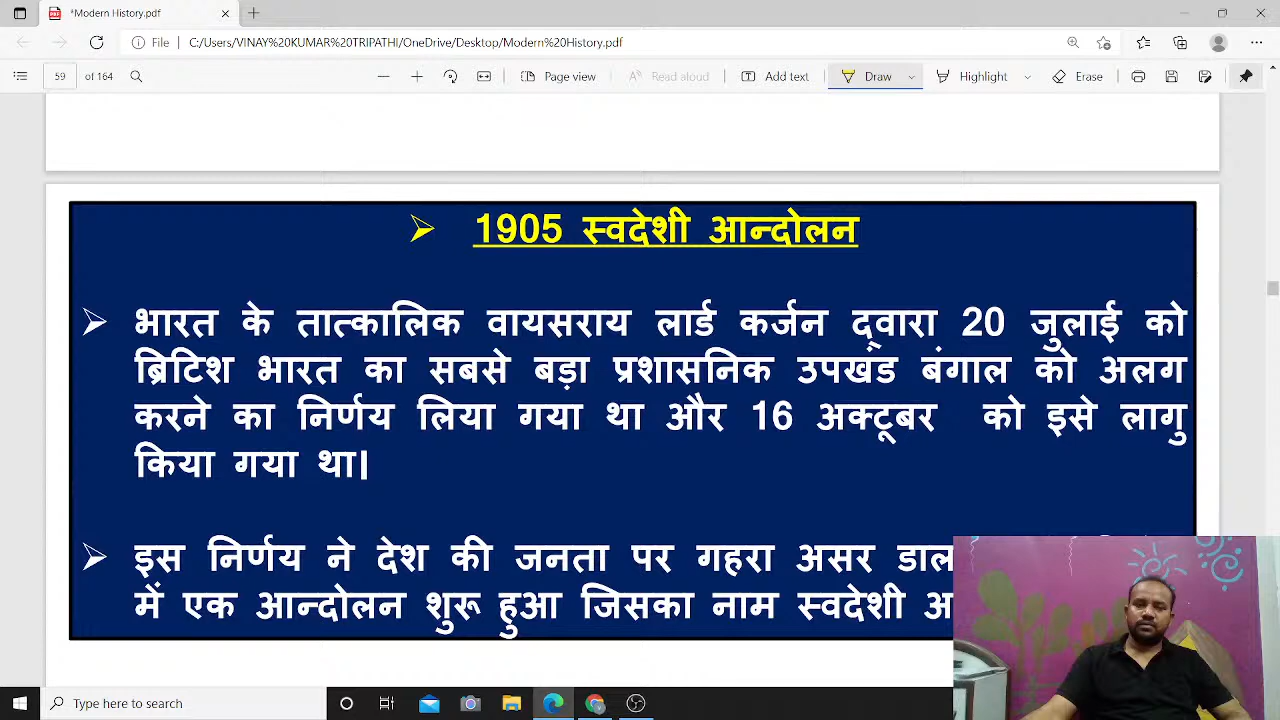 *Modern History.pdf
File
C:/Users/VINAY%20KUMAR%20TRIPATHI/OneDrive/Desktop/Modern%20History.pdf
59 of 164 Page view Read aloud Add text Draw Highlight Erase
1905 स्वदेशी आन्दोलन
भारत के तात्कालिक वायसराय लार्ड कर्जन द्वारा 20 जुलाई को
ब्रिटिश भारत का सबसे बड़ा प्रशासनिक उपखंड बंगाल को अलग
करने का निर्णय लिया गया था और 16 अक्टूबर को इसे लागु
किया गया था।
इस निर्णय ने देश की जनता पर गहरा असर डाल
में एक आन्दोलन शुरू हुआ जिसका नाम स्वदेशी
Type here to search